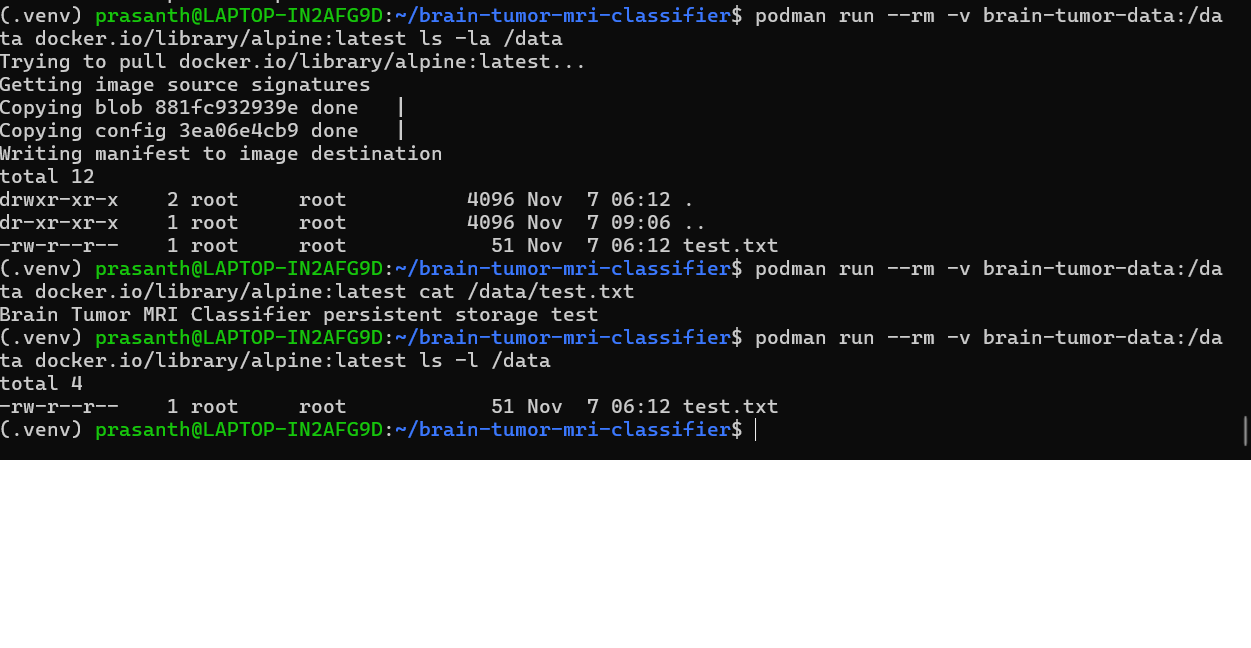 (.venv) prasanth@LAPTOP-IN2AFG9D:~/brain-tumor-mri-classifier$ podman run --rm -v brain-tumor-data:/da
ta docker.io/library/alpine:latest ls -la /data
Trying to pull docker.io/library/alpine:latest...
Getting image source signatures
Copying blob 881fc932939e done   |
Copying config 3ea06e4cb9 done   |
Writing manifest to image destination
total 12
drwxr-xr-x    2 root     root          4096 Nov  7 06:12 .
dr-xr-xr-x    1 root     root          4096 Nov  7 09:06 ..
-rw-r--r--    1 root     root            51 Nov  7 06:12 test.txt
(.venv) prasanth@LAPTOP-IN2AFG9D:~/brain-tumor-mri-classifier$ podman run --rm -v brain-tumor-data:/da
ta docker.io/library/alpine:latest cat /data/test.txt
Brain Tumor MRI Classifier persistent storage test
(.venv) prasanth@LAPTOP-IN2AFG9D:~/brain-tumor-mri-classifier$ podman run --rm -v brain-tumor-data:/da
ta docker.io/library/alpine:latest ls -l /data
total 4
-rw-r--r--    1 root     root            51 Nov  7 06:12 test.txt
(.venv) prasanth@LAPTOP-IN2AFG9D:~/brain-tumor-mri-classifier$